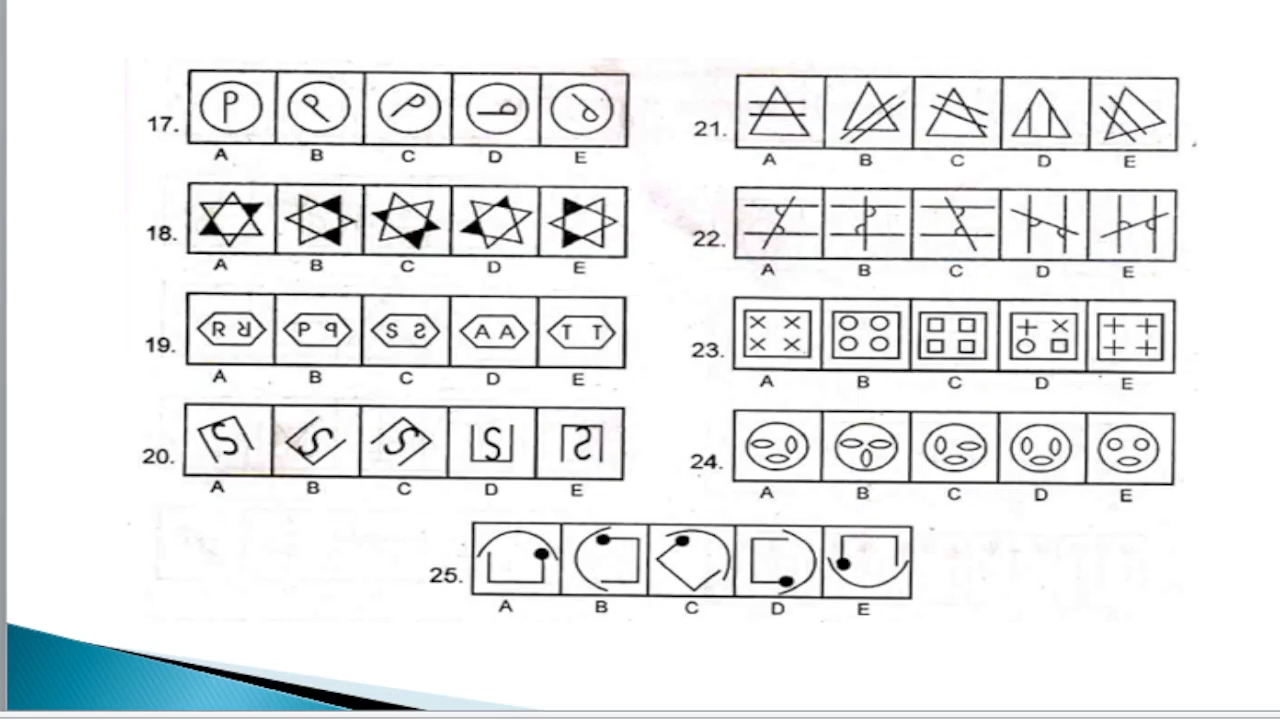 17.
A B C D E
18.
A B C D E
19.
R R P P S S A A T T
A B C D E
20.
S S S S S
A B C D E
21.
A B C D E
22.
A B C D E
23.
A B C D E
24.
A B C D E
25.
A B C D E